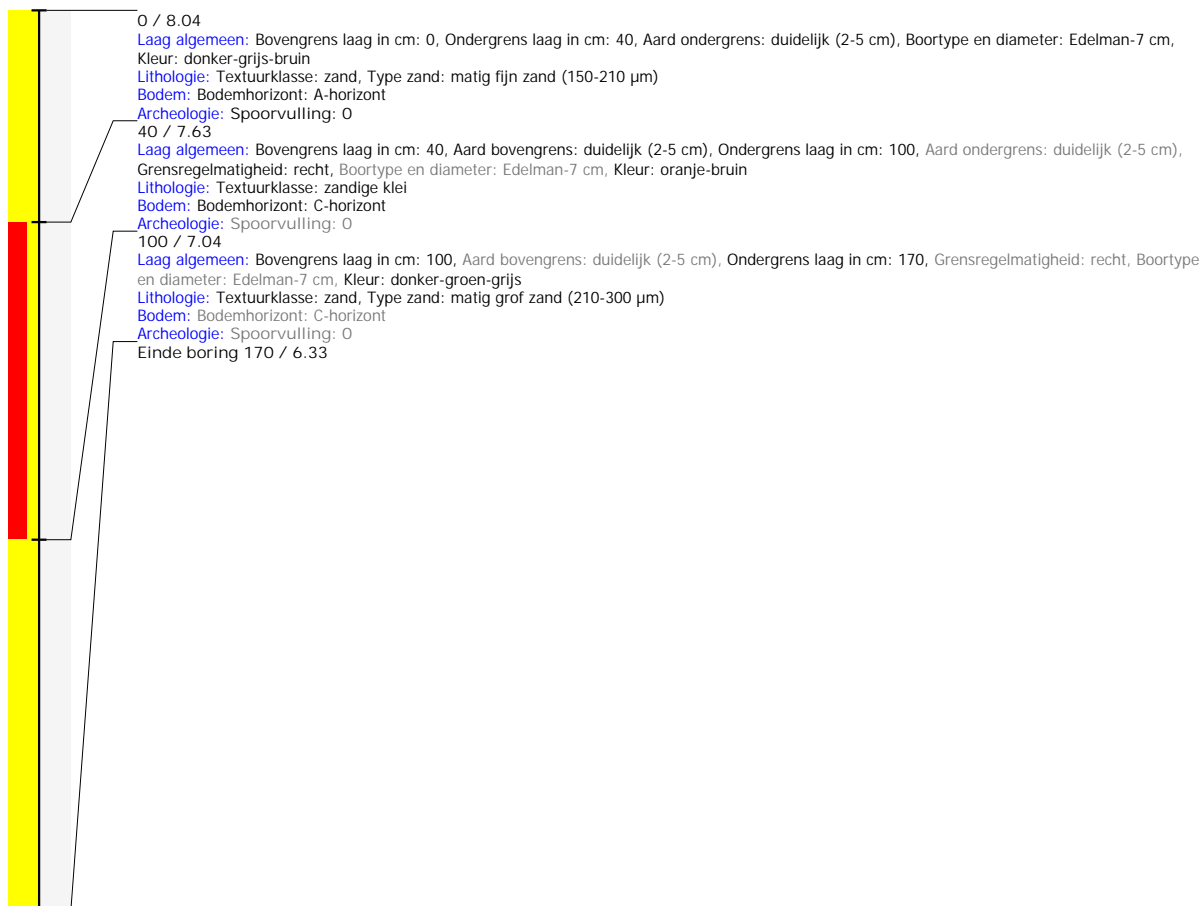 0 / 8.04
Laag algemeen: Bovengrens laag in cm: 0, Ondergrens laag in cm: 40, Aard ondergrens: duidelijk (2-5 cm), Boortype en diameter: Edelman-7 cm,
Kleur: donker-grijs-bruin
Lithologie: Textuurklasse: zand, Type zand: matig fijn zand (150-210 µm)
Bodem: Bodemhorizont: A-horizont
Archeologie: Spoorvulling: 0
40 / 7.63
Laag algemeen: Bovengrens laag in cm: 40, Aard bovengrens: duidelijk (2-5 cm), Ondergrens laag in cm: 100, Aard ondergrens: duidelijk (2-5 cm),
Grensregelmatigheid: recht, Boortype en diameter: Edelman-7 cm, Kleur: oranje-bruin
Lithologie: Textuurklasse: zandige klei
Bodem: Bodemhorizont: C-horizont
Archeologie: Spoorvulling: 0
100 / 7.04
Laag algemeen: Bovengrens laag in cm: 100, Aard bovengrens: duidelijk (2-5 cm), Ondergrens laag in cm: 170, Grensregelmatigheid: recht, Boortype
en diameter: Edelman-7 cm, Kleur: donker-groen-grijs
Lithologie: Textuurklasse: zand, Type zand: matig grof zand (210-300 µm)
Bodem: Bodemhorizont: C-horizont
Archeologie: Spoorvulling: 0
Einde boring 170 / 6.33